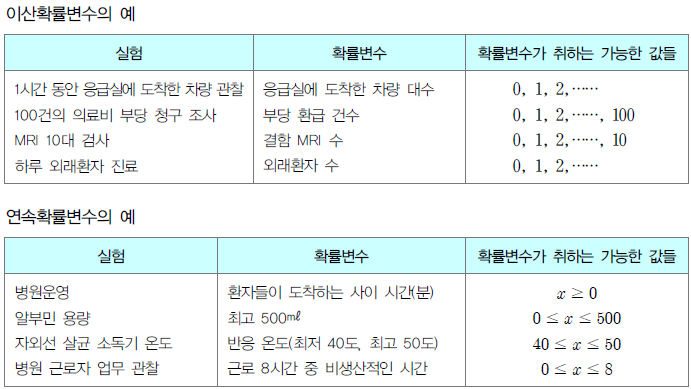 이산확률변수의 예
실험 확률변수 확률변수가 취하는 가능한 값들
1시간 동안 응급실에 도착한 차량 관찰 응급실에 도착한 차량 대수 0, 1, 2,⋯⋯
100건의 의료비 부당 청구 조사 부당 환급 건수 0, 1, 2,⋯⋯, 100
MRI 10대 검사 결함 MRI 수 0, 1, 2,⋯⋯, 10
하루 외래환자 진료 외래환자 수 0, 1, 2,⋯⋯
연속확률변수의 예
실험 확률변수 확률변수가 취하는 가능한 값들
병원운영 환자들이 도착하는 사이 시간(분) x ≥ 0
알부민 용량 최고 500㎖ 0 ≤ x ≤ 500
자외선 살균 소독기 온도 반응 온도(최저 40도, 최고 50도) 40 ≤ x ≤ 50
병원 근로자 업무 관찰 근로 8시간 중 비생산적인 시간 0 ≤ x ≤ 8